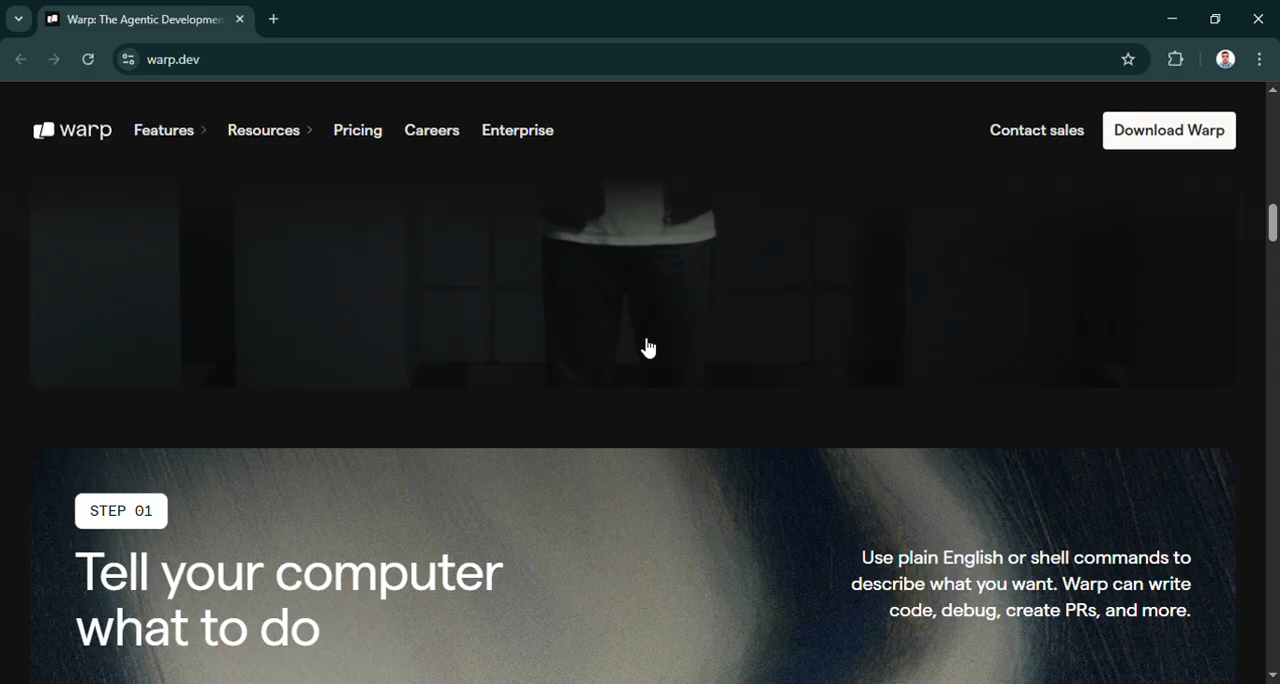 Warp: The Agentic Developmen
warp.dev
warp
Features
Resources
Pricing
Careers
Enterprise
Contact sales
Download Warp
STEP 01
Tell your computer
what to do
Use plain English or shell commands to
describe what you want. Warp can write
code, debug, create PRs, and more.